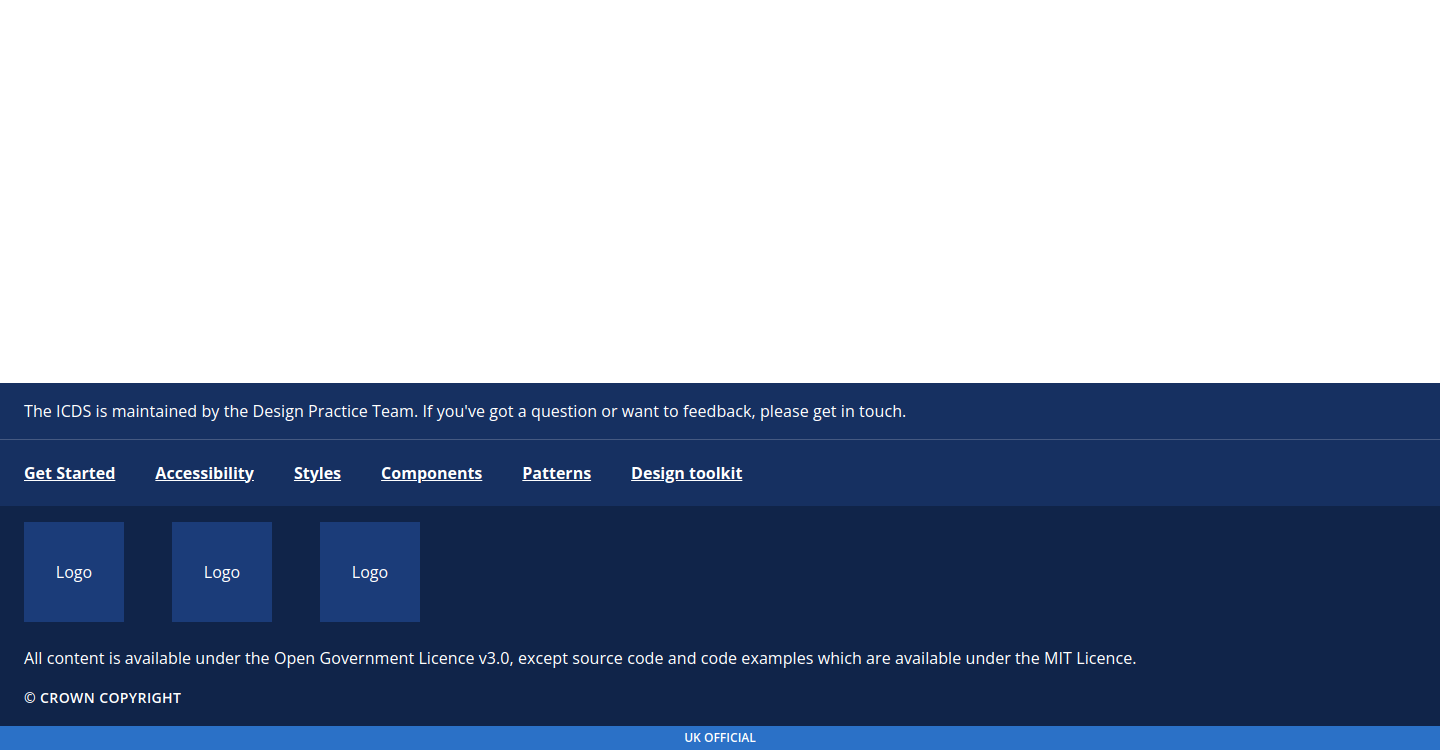 The ICDS is maintained by the Design Practice Team. If you've got a question or want to feedback, please get in touch.
Get Started Accessibility Styles Components Patterns Design toolkit
Logo Logo Logo
All content is available under the Open Government Licence v3.0, except source code and code examples which are available under the MIT Licence.
© CROWN COPYRIGHT
UK OFFICIAL